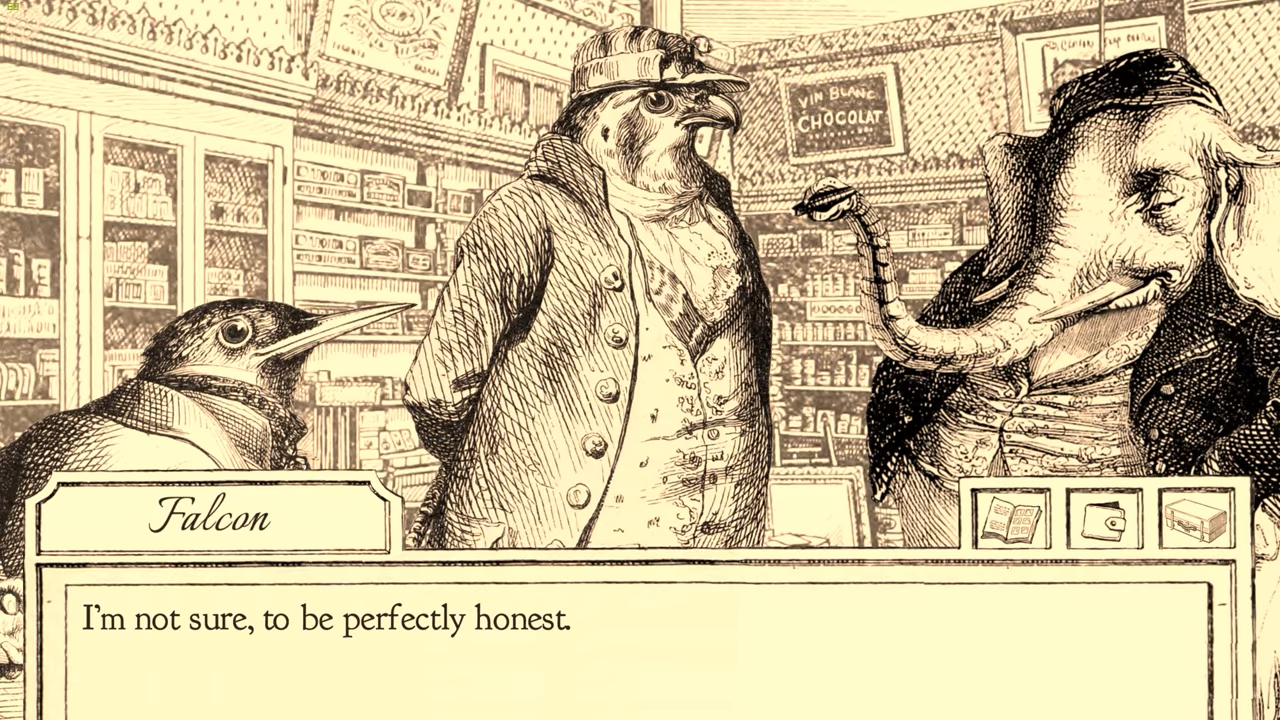 VIN BLANC
CHOCOLAT
Falcon
I'm not sure, to be perfectly honest.